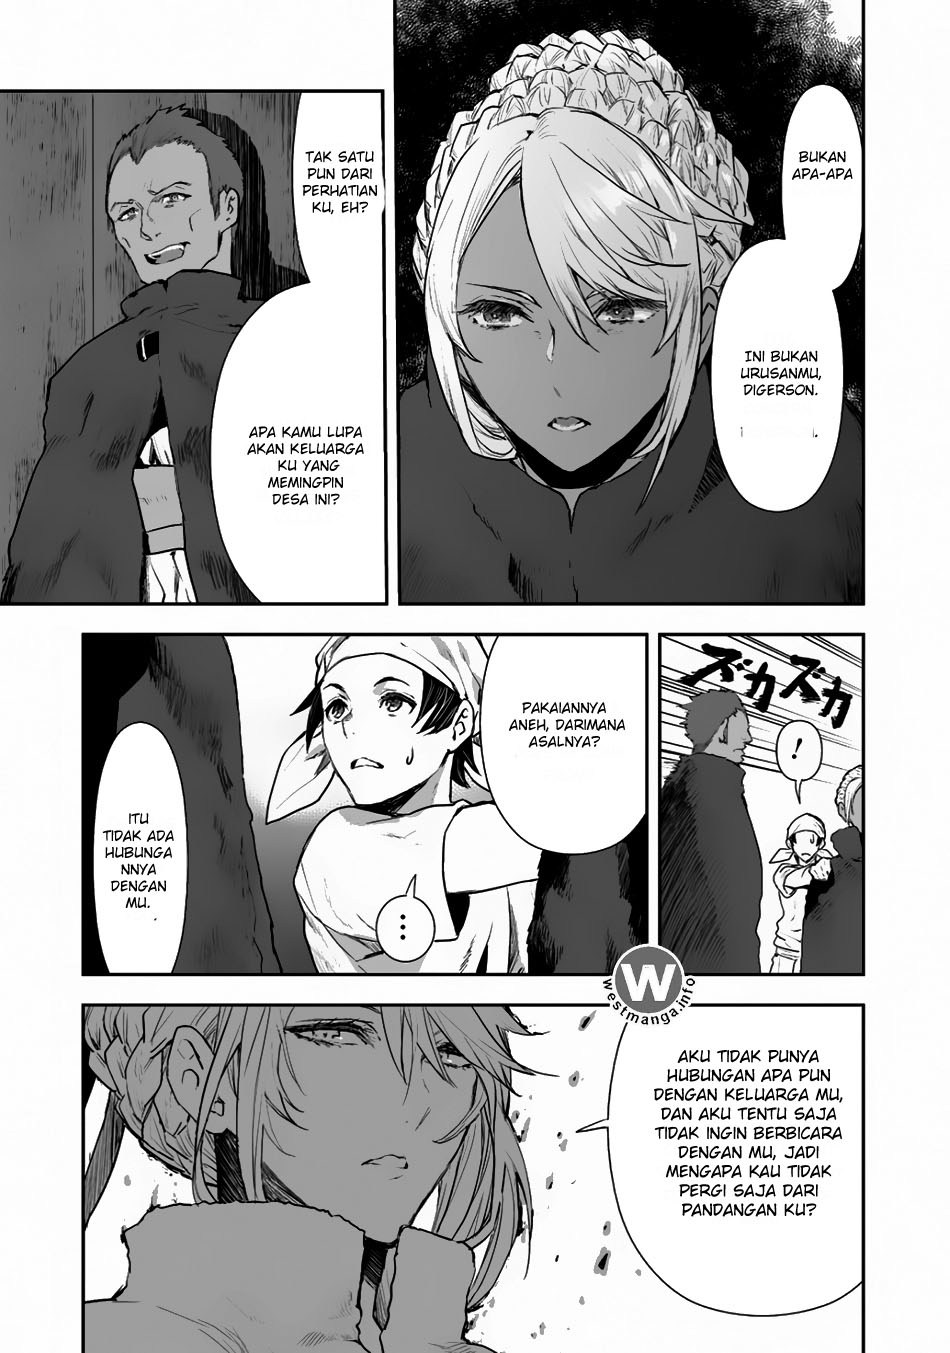 BUKAN
APA-APA
INI BUKAN
URUSANMU,
DIGERSON.
TAK SATU
PUN DARI
PERHATIAN
KU, EH?
APA KAMU LUPA
AKAN KELUARGA
KU YANG
MEMINGPIN
DESA INI?
ズカズカ
!
PAKAIANNYA
ANEH, DARIMANA
ASALNYA?
...
ITU
TIDAK ADA
HUBUNGA
NNYA
DENGAN
MU.
W
westmanga.info
AKU TIDAK PUNYA
HUBUNGAN APA PUN
DENGAN KELUARGA MU,
DAN AKU TENTU SAJA
TIDAK INGIN BERBICARA
DENGAN MU, JADI
MENGAPA KAU TIDAK
PERGI SAJA DARI
PANDANGAN KU?